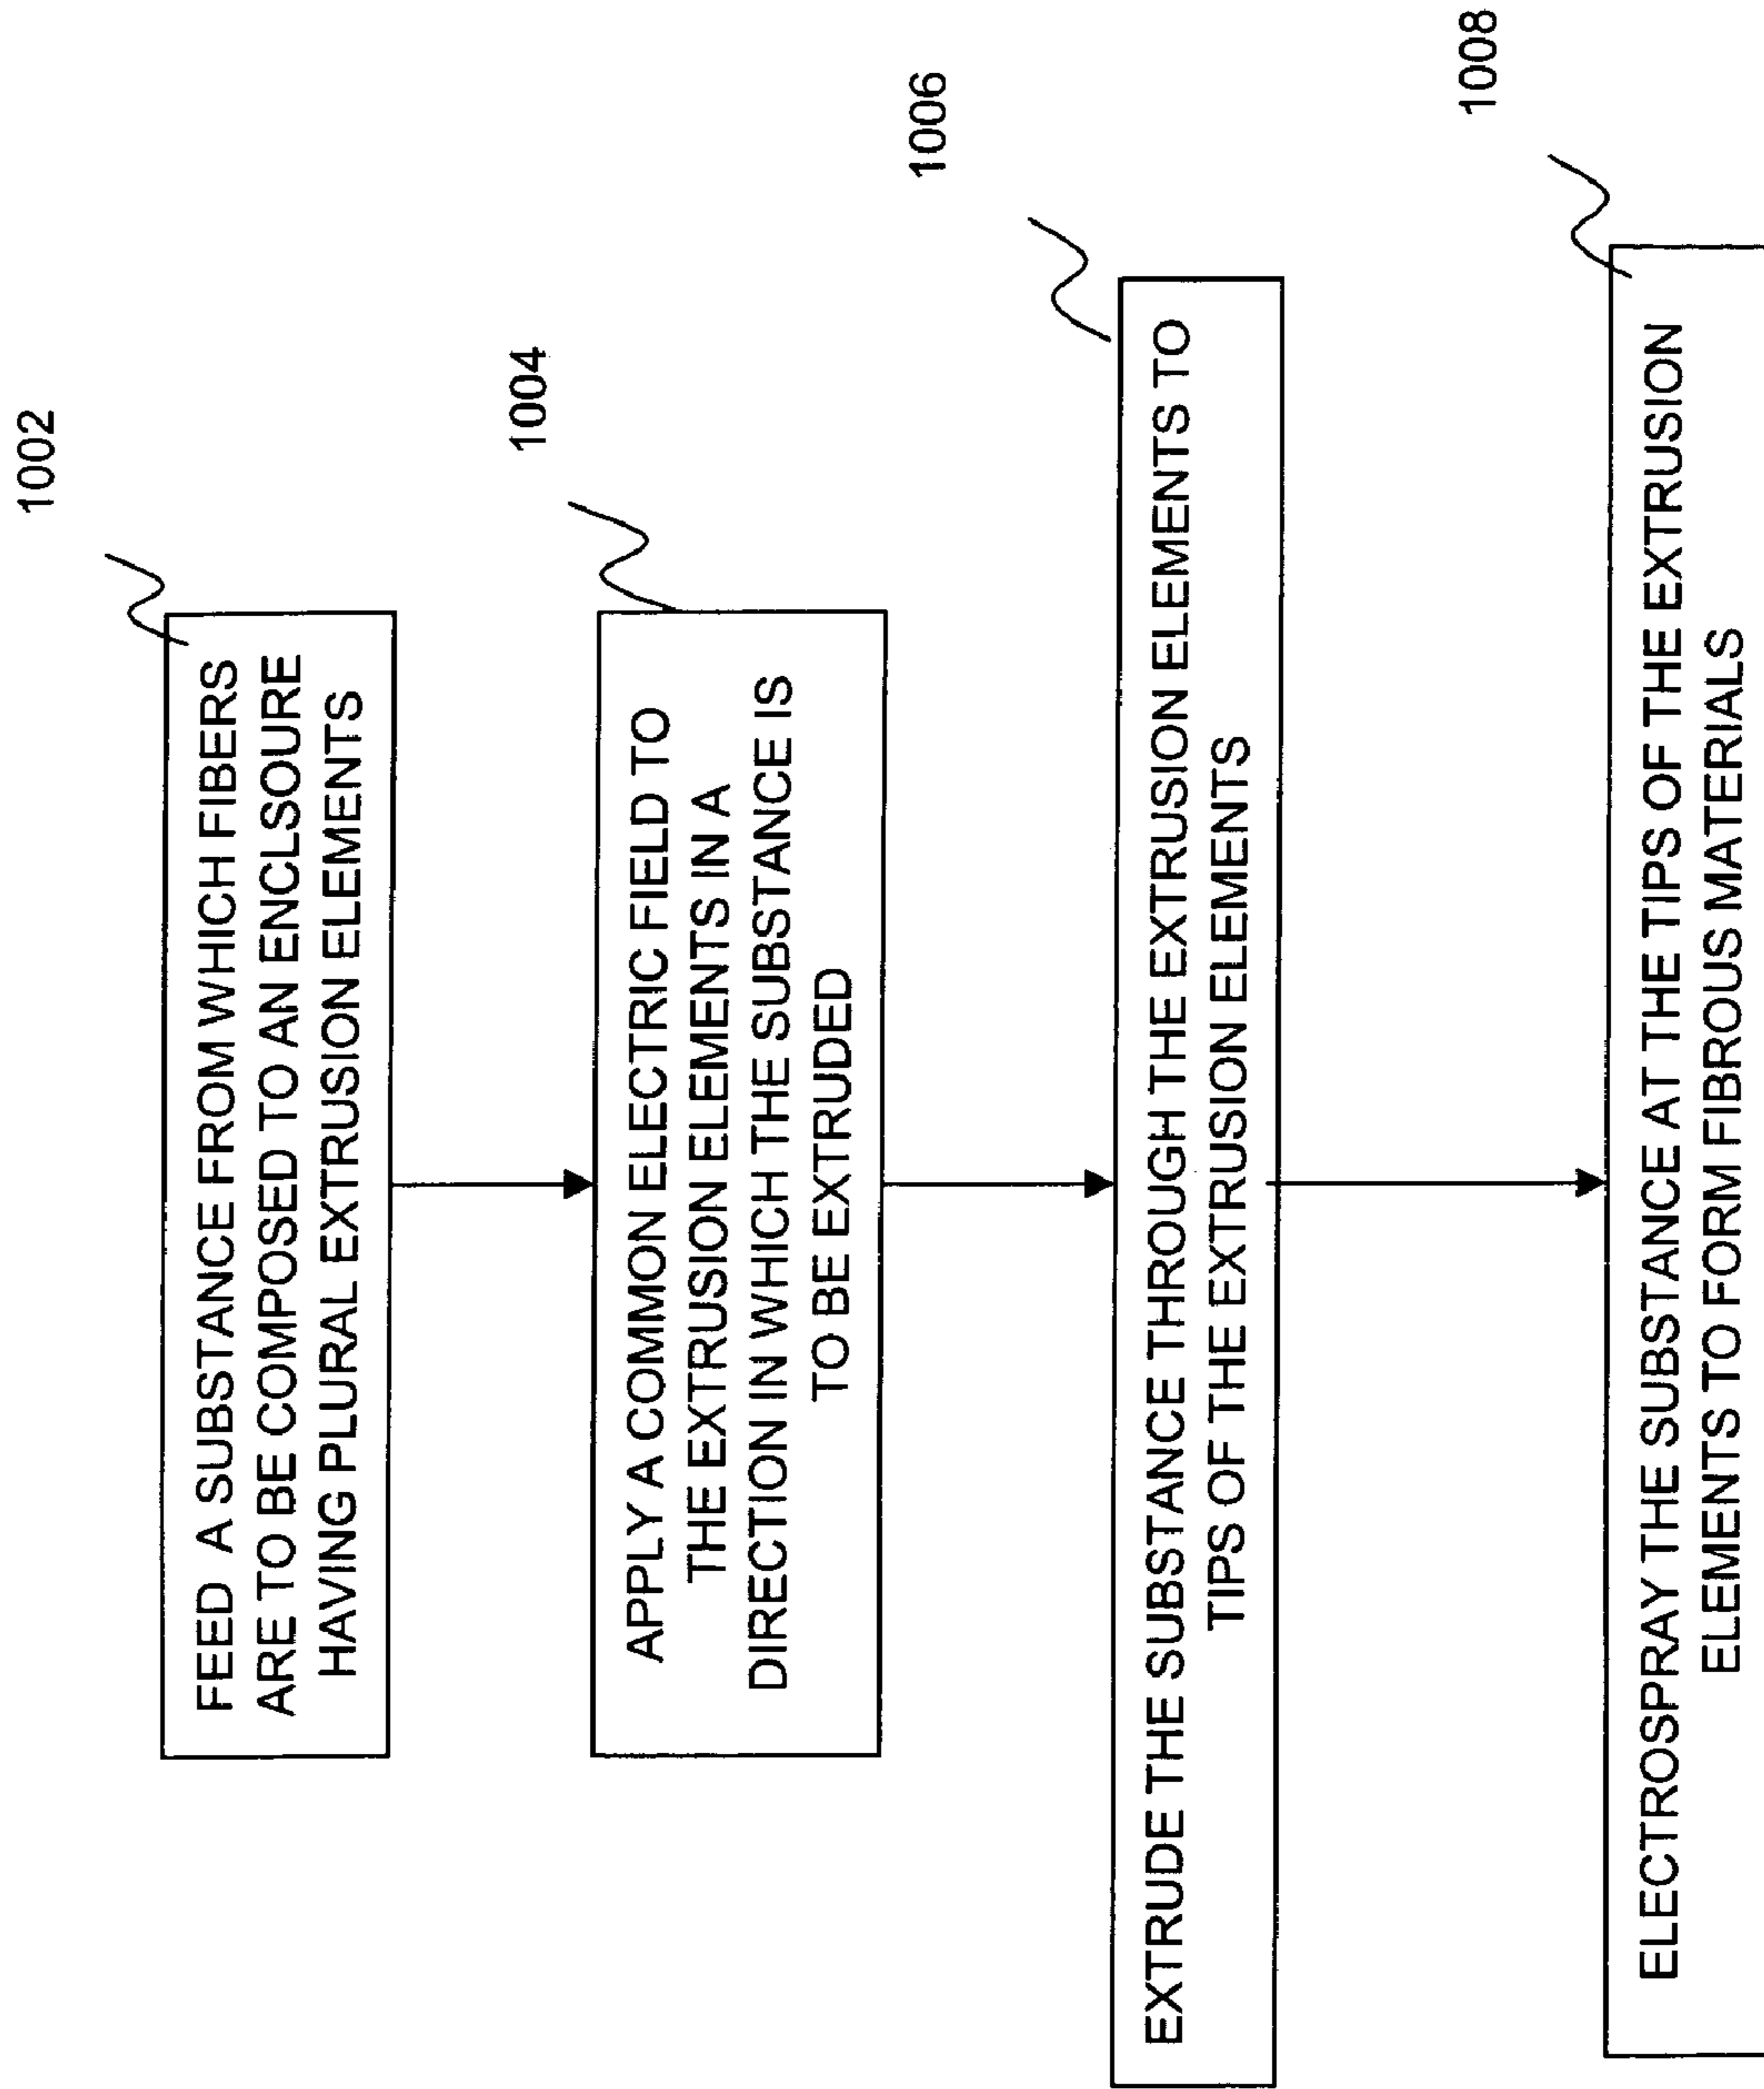 1002
FEED A SUBSTANCE FROM WHICH FIBERS
ARE TO BE COMPOSED TO AN ENCLSOURE
HAVING PLURAL EXTRUSION ELEMENTS
1004
APPLY A COMMON ELECTRIC FIELD TO
THE EXTRUSION ELEMENTS IN A
DIRECTION IN WHICH THE SUBSTANCE IS
TO BE EXTRUDED
1006
EXTRUDE THE SUBSTANCE THROUGH THE EXTRUSION ELEMENTS TO
TIPS OF THE EXTRUSION ELEMENTS
1008
ELECTROSPRAY THE SUBSTANCE AT THE TIPS OF THE EXTRUSION
ELEMENTS TO FORM FIBROUS MATERIALS